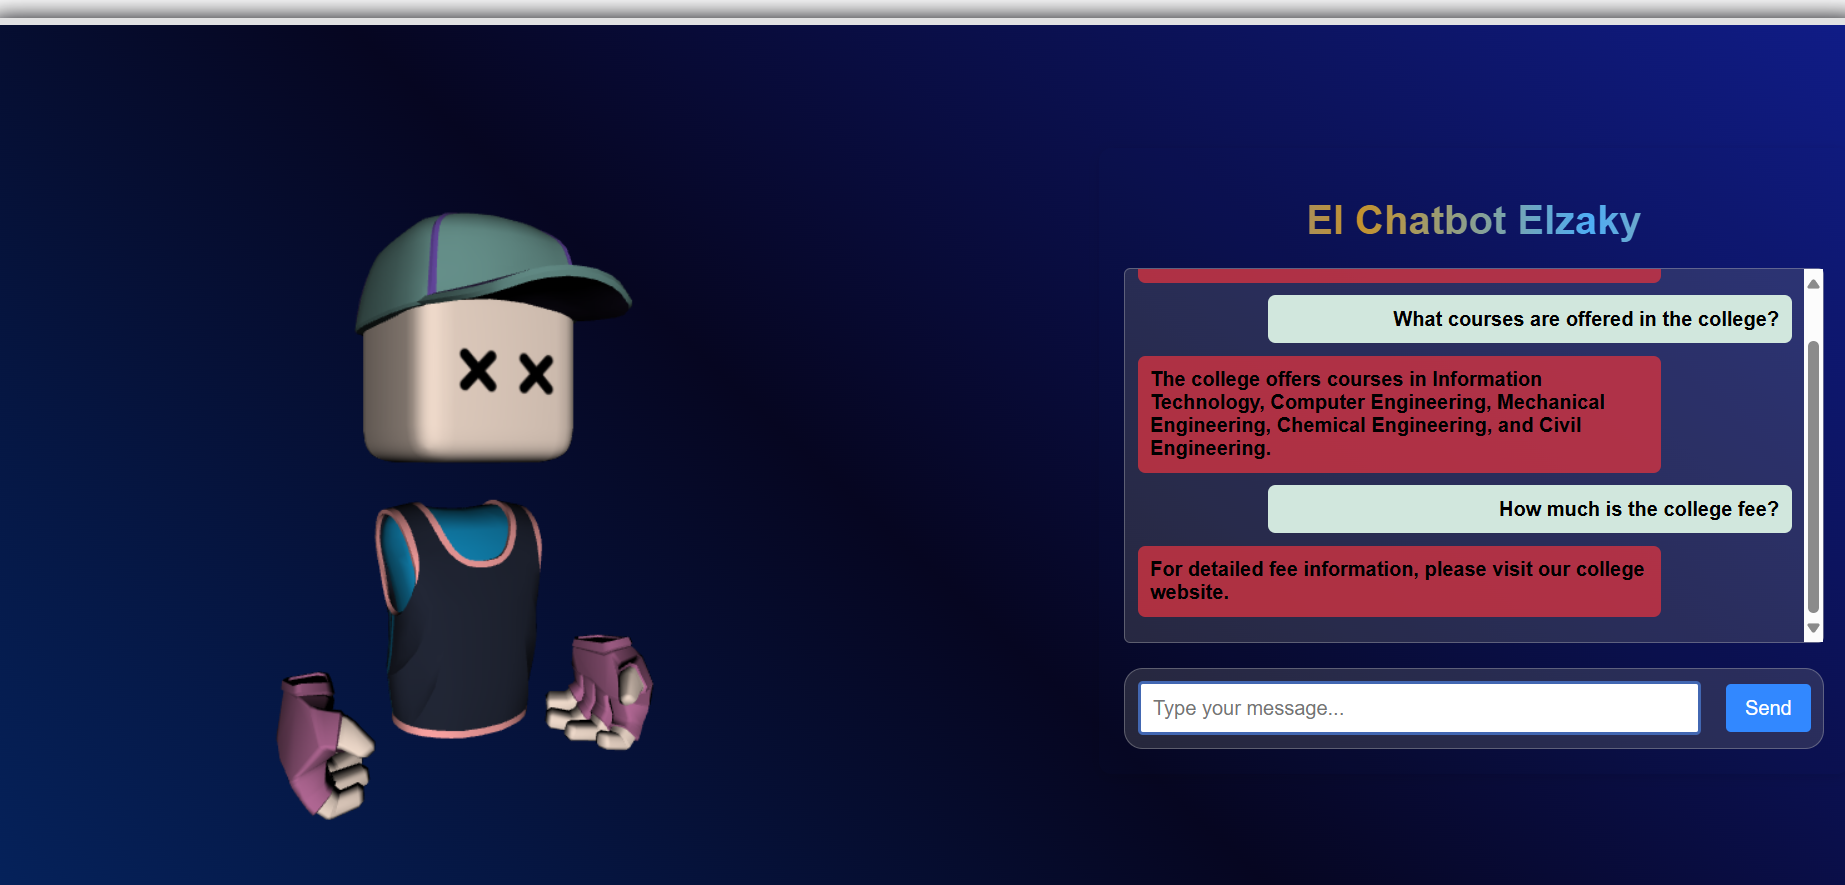 El Chatbot Elzaky
What courses are offered in the college?
The college offers courses in Information
Technology, Computer Engineering, Mechanical
Engineering, Chemical Engineering, and Civil
Engineering.
How much is the college fee?
For detailed fee information, please visit our college
website.
Type your message...
Send